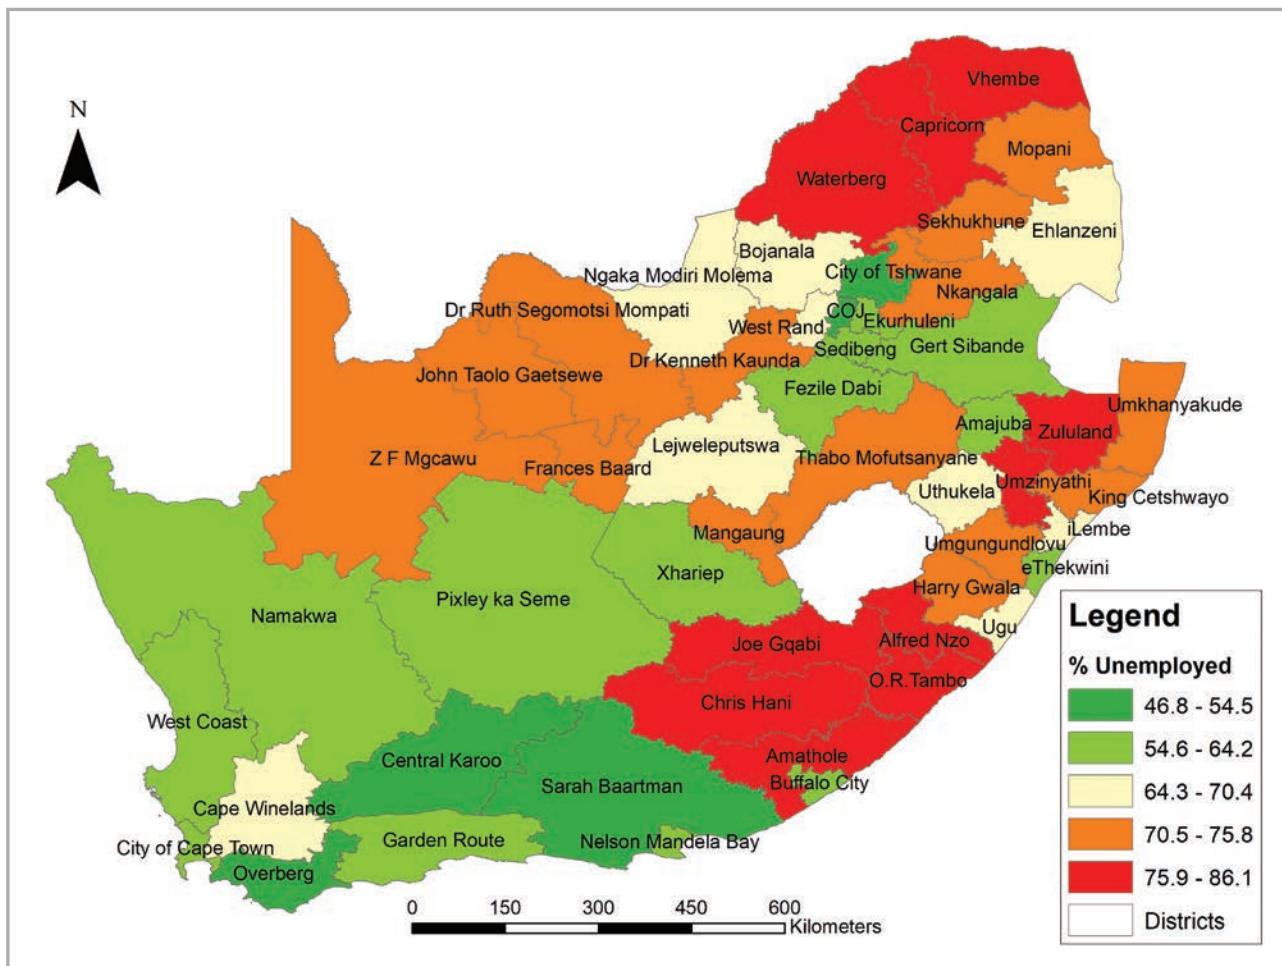 N
Vhembe
Capricorn
Mopani
Waterberg
Sekhukhune
Ehlanzeni
Bojanala
Ngaka Modiri Molema
City of Tshwane
Nkangala
Dr Ruth Segomotsi Mompati
West Rand
COJ
Ekurhuleni
Sedibeng
Gert Sibande
Dr Kenneth Kaunda
John Taolo Gaetsewe
Fezile Dabi
Umkhanyakude
Amajuba
Zululand
Lejweleputswa
Z F Mgcawu
Frances Baard
Thabo Mofutsanyane
Uthukela
Umzinyathi
King Cetshwayo
Mangaung
iLembe
Umgungundlovu
eThekwini
Xhariep
Harry Gwala
Pixley ka Seme
Namakwa
Ugu
Joe Gqabi
Alfred Nzo
O.R.Tambo
Chris Hani
West Coast
Central Karoo
Amathole
Buffalo City
Sarah Baartman
Cape Winelands
Garden Route
Nelson Mandela Bay
City of Cape Town
Overberg
0 150 300 450 600
Kilometers
Legend
% Unemployed
46.8 - 54.5
54.6 - 64.2
64.3 - 70.4
70.5 - 75.8
75.9 - 86.1
Districts